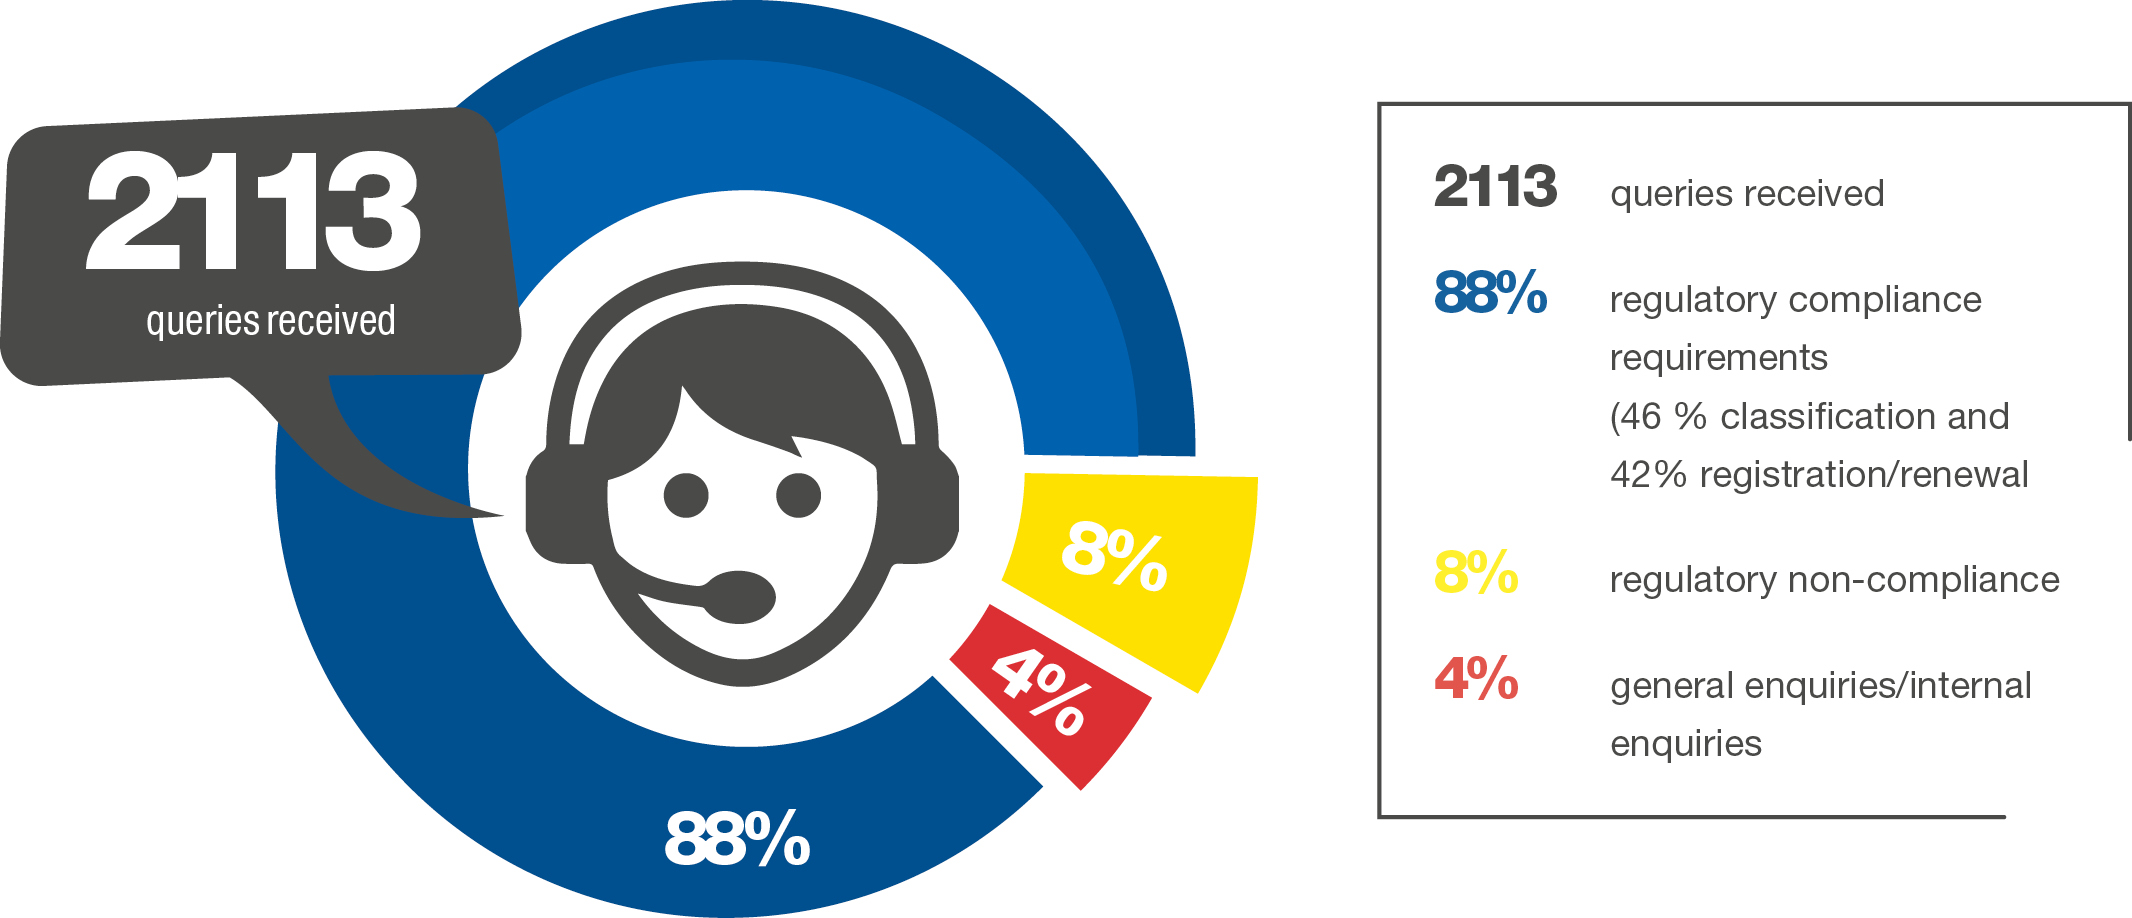 2113
queries received
8%
4%
88%
2113 queries received
88% regulatory compliance
requirements
(46 % classification and
42% registration/renewal
8% regulatory non-compliance
4% general enquiries/internal
enquiries